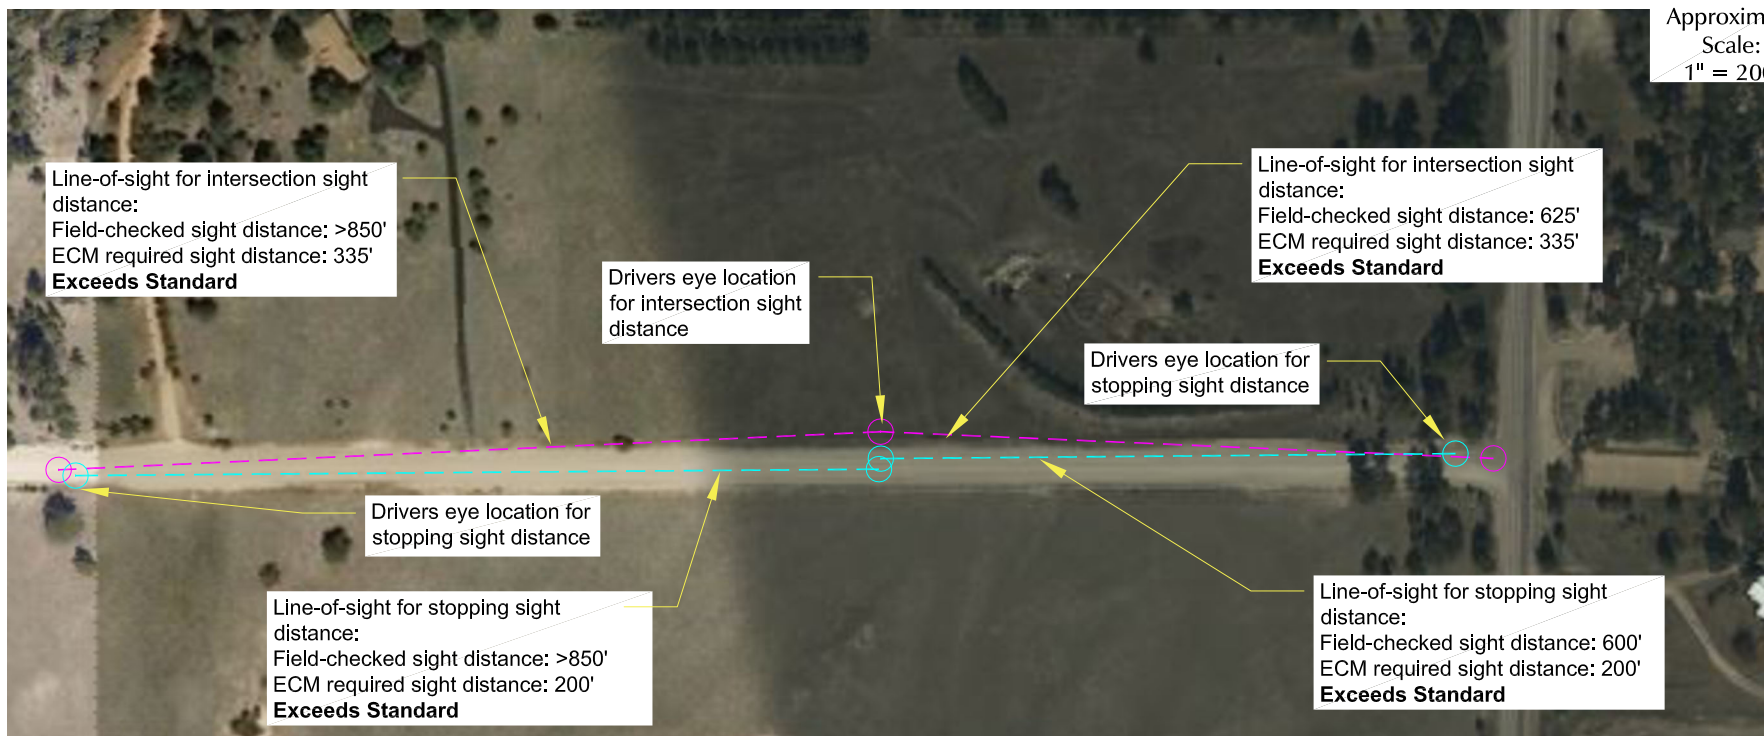 Scale:
1" =
Line-of-sight for intersection sight
distance:
Field-checked sight distance: >850'
ECM required sight distance: 335'
Exceeds Standard
Line-of-sight for intersection sight
distance:
Field-checked sight distance: 625'
ECM required sight distance: 335'
Exceeds Standard
Drivers eye location
for intersection sight
distance
Drivers eye location for
stopping sight distance
Drivers eye location for
stopping sight distance
Line-of-sight for stopping sight
distance:
Field-checked sight distance: >850'
ECM required sight distance: 200'
Exceeds Standard
Line-of-sight for stopping sight
distance:
Field-checked sight distance: 600'
ECM required sight distance: 200'
Exceeds Standard